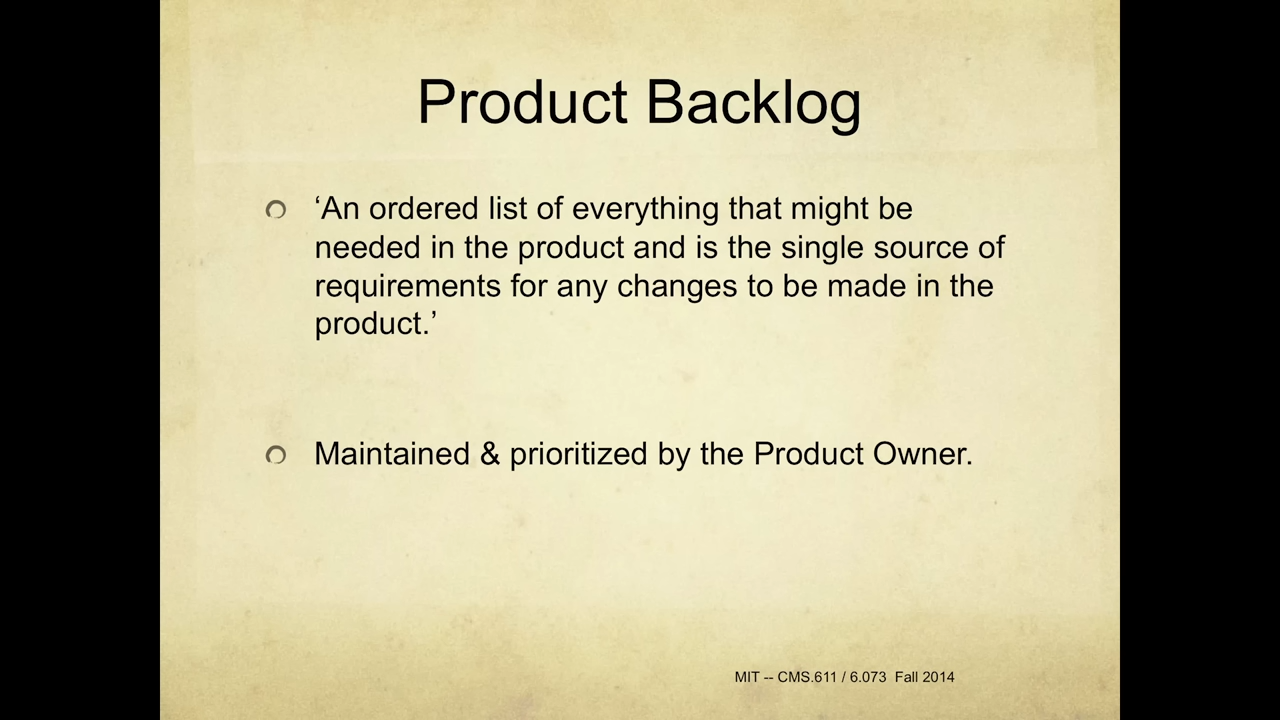 Product Backlog
‘An ordered list of everything that might be
needed in the product and is the single source of
requirements for any changes to be made in the
product.’
Maintained & prioritized by the Product Owner.
MIT -- CMS.611 / 6.073 Fall 2014